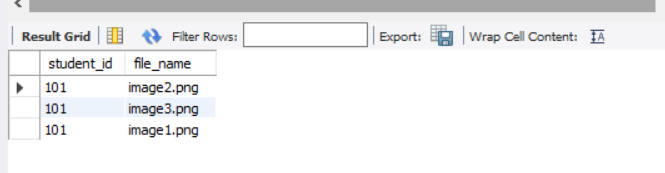 Result Grid Filter Rows: Export: Wrap Cell Content: IA
student_id file_name
101 image2.png
101 image3.png
101 image1.png